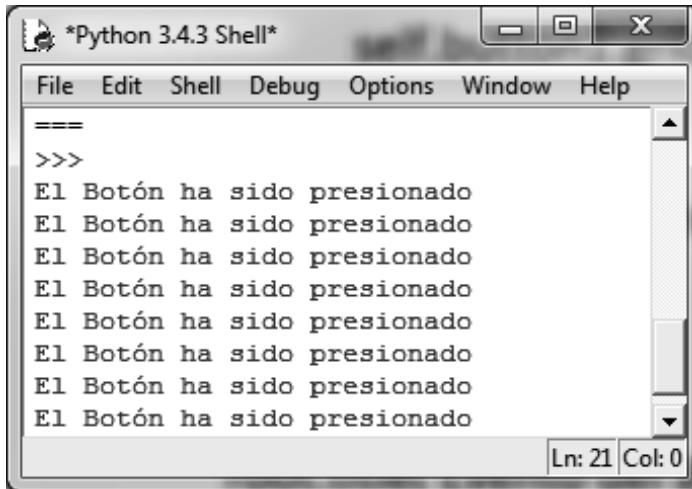 *Python 3.4.3 Shell*
File Edit Shell Debug Options Window Help
===
>>>
El Botón ha sido presionado
El Botón ha sido presionado
El Botón ha sido presionado
El Botón ha sido presionado
El Botón ha sido presionado
El Botón ha sido presionado
El Botón ha sido presionado
El Botón ha sido presionado
Ln: 21 Col: 0